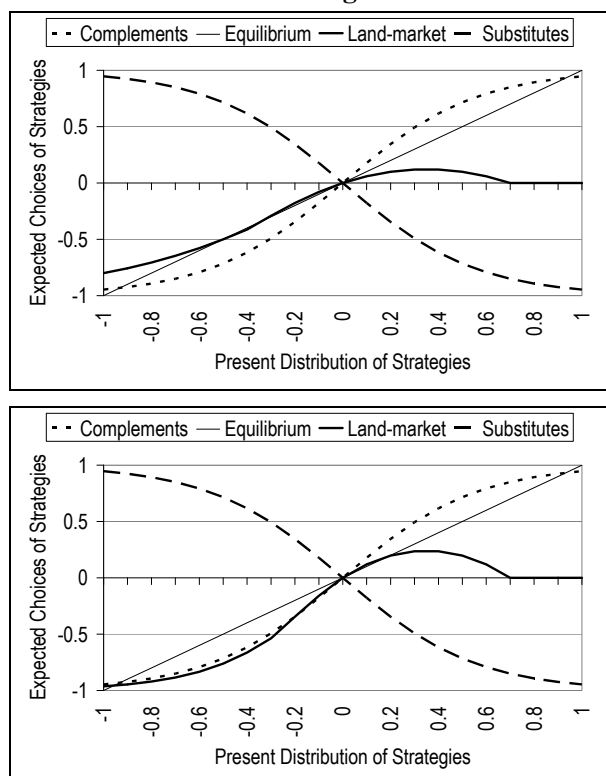 Complements Equilibrium Land-market Substitutes
1
0.5
0
-0.5
-1
Expected Choices of Strategies
-1 -0.8 -0.6 -0.4 -0.2 0 0.2 0.4 0.6 0.8 1
Present Distribution of Strategies
Complements Equilibrium Land-market Substitutes
1
0.5
0
-0.5
-1
Expected Choices of Strategies
-1 -0.8 -0.6 -0.4 -0.2 0 0.2 0.4 0.6 0.8 1
Present Distribution of Strategies